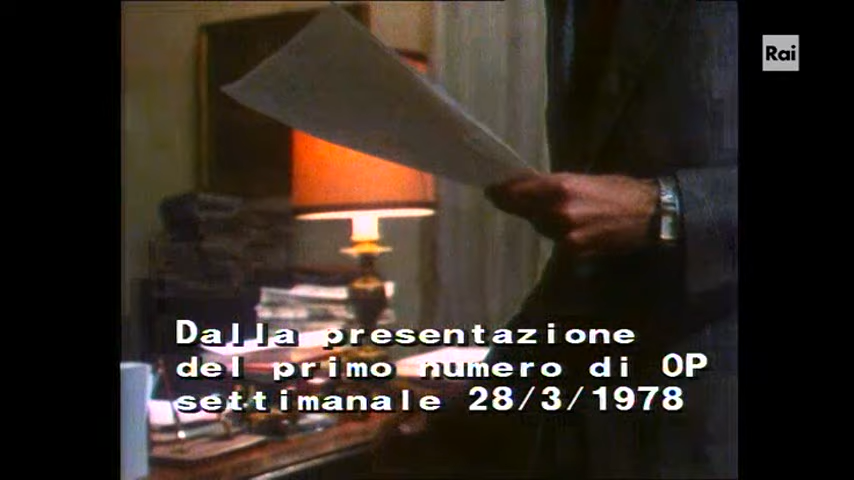 Rai
Dalla presentazione
del primo numero di OP
settimanale 28/3/1978